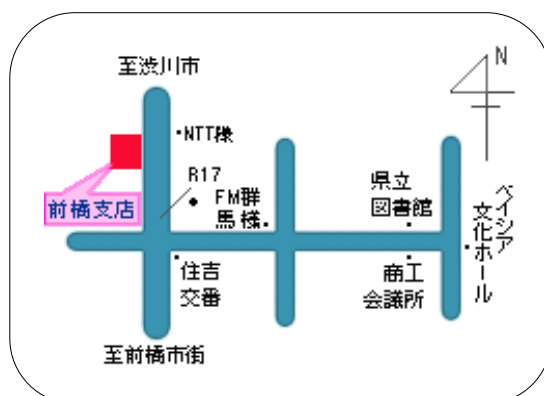 至渋川市
N
NTT様
R17
前橋支店
FM群
馬様
県立
図書館
ベイシア
文化ホール
住吉
交番
商工
会議所
至前橋市街